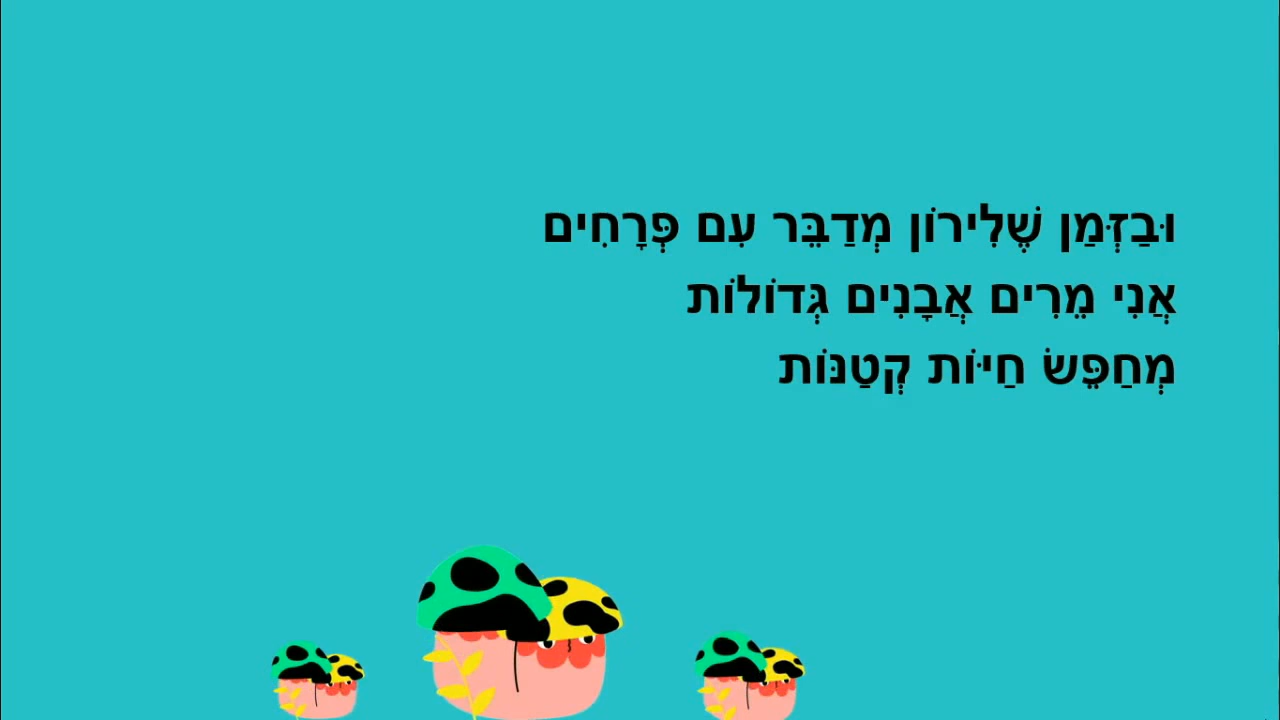 וּבַזְּמַן שֶׁלִירוֹן מְדַבֵּר עִם פְּרָחִים
אֲנִי מֵרִים אֲבָנִים גְּדוֹלוֹת
מְחַפֵּשׂ חַיּוֹת קְטַנּוֹת